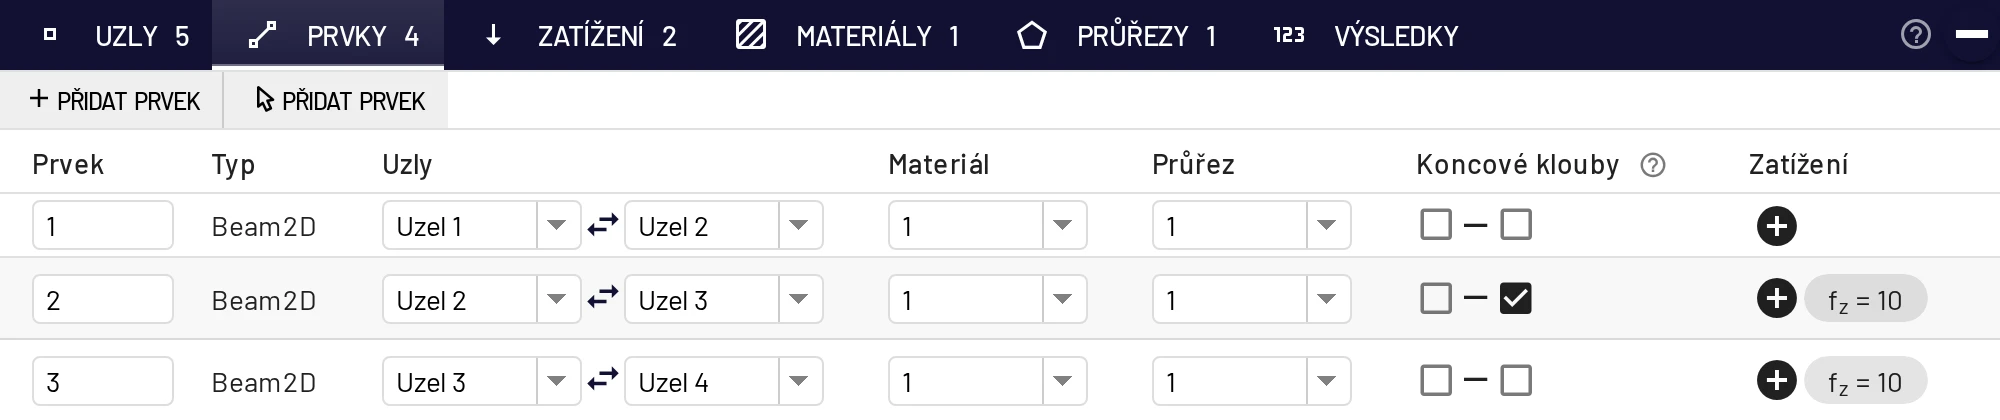 UZLY 5 PRVKY 4 ZATÍŽENÍ 2 MATERIÁLY 1 PRŮŘEZY 1 123 VÝSLEDKY ?
+ PŘIDAT PRVEK PŘIDAT PRVEK
Prvek Typ Uzly Materiál Průřez Koncové klouby ? Zatížení
1 Beam2D Uzel 1 Uzel 2 1 1
2 Beam2D Uzel 2 Uzel 3 1 1 fz = 10
3 Beam2D Uzel 3 Uzel 4 1 1 fz = 10